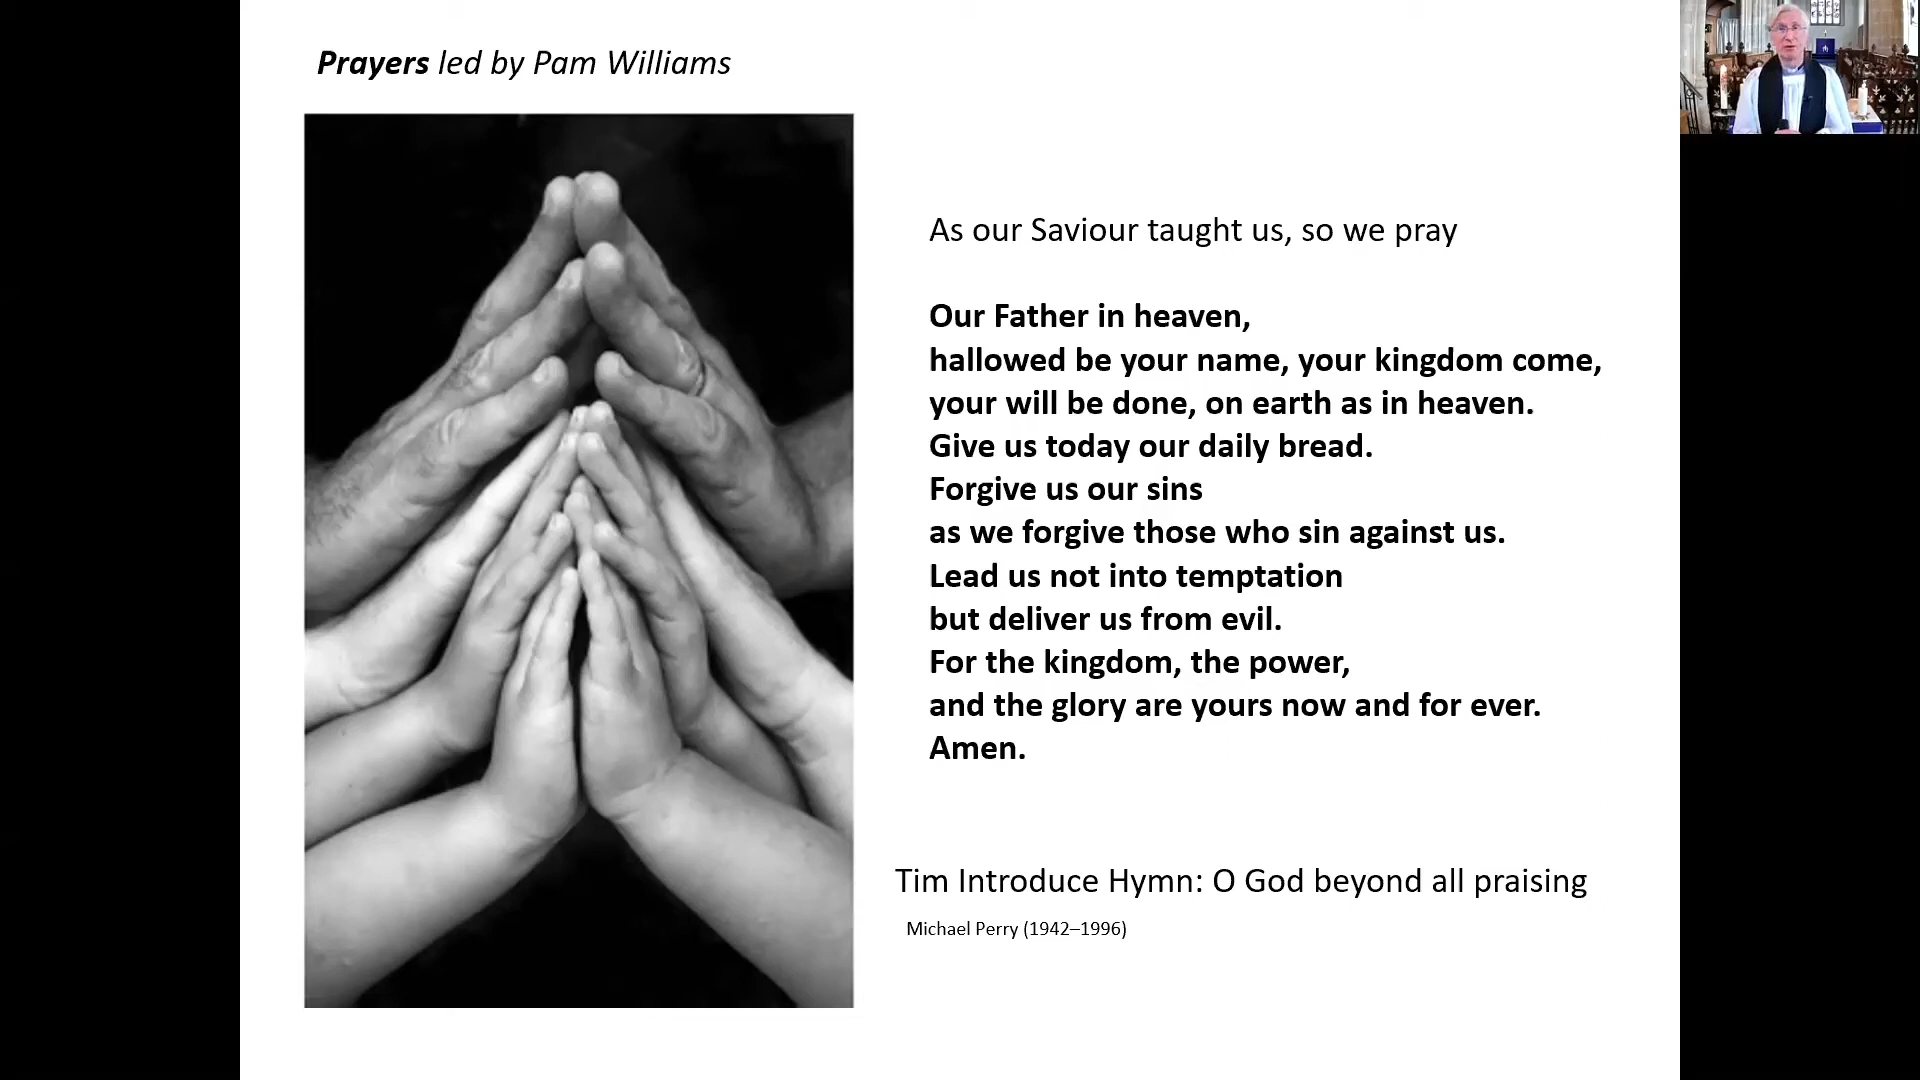 Prayers led by Pam Williams
As our Saviour taught us, so we pray
Our Father in heaven,
hallowed be your name, your kingdom come,
your will be done, on earth as in heaven.
Give us today our daily bread.
Forgive us our sins
as we forgive those who sin against us.
Lead us not into temptation
but deliver us from evil.
For the kingdom, the power,
and the glory are yours now and for ever.
Amen.
Tim Introduce Hymn: O God beyond all praising
Michael Perry (1942–1996)